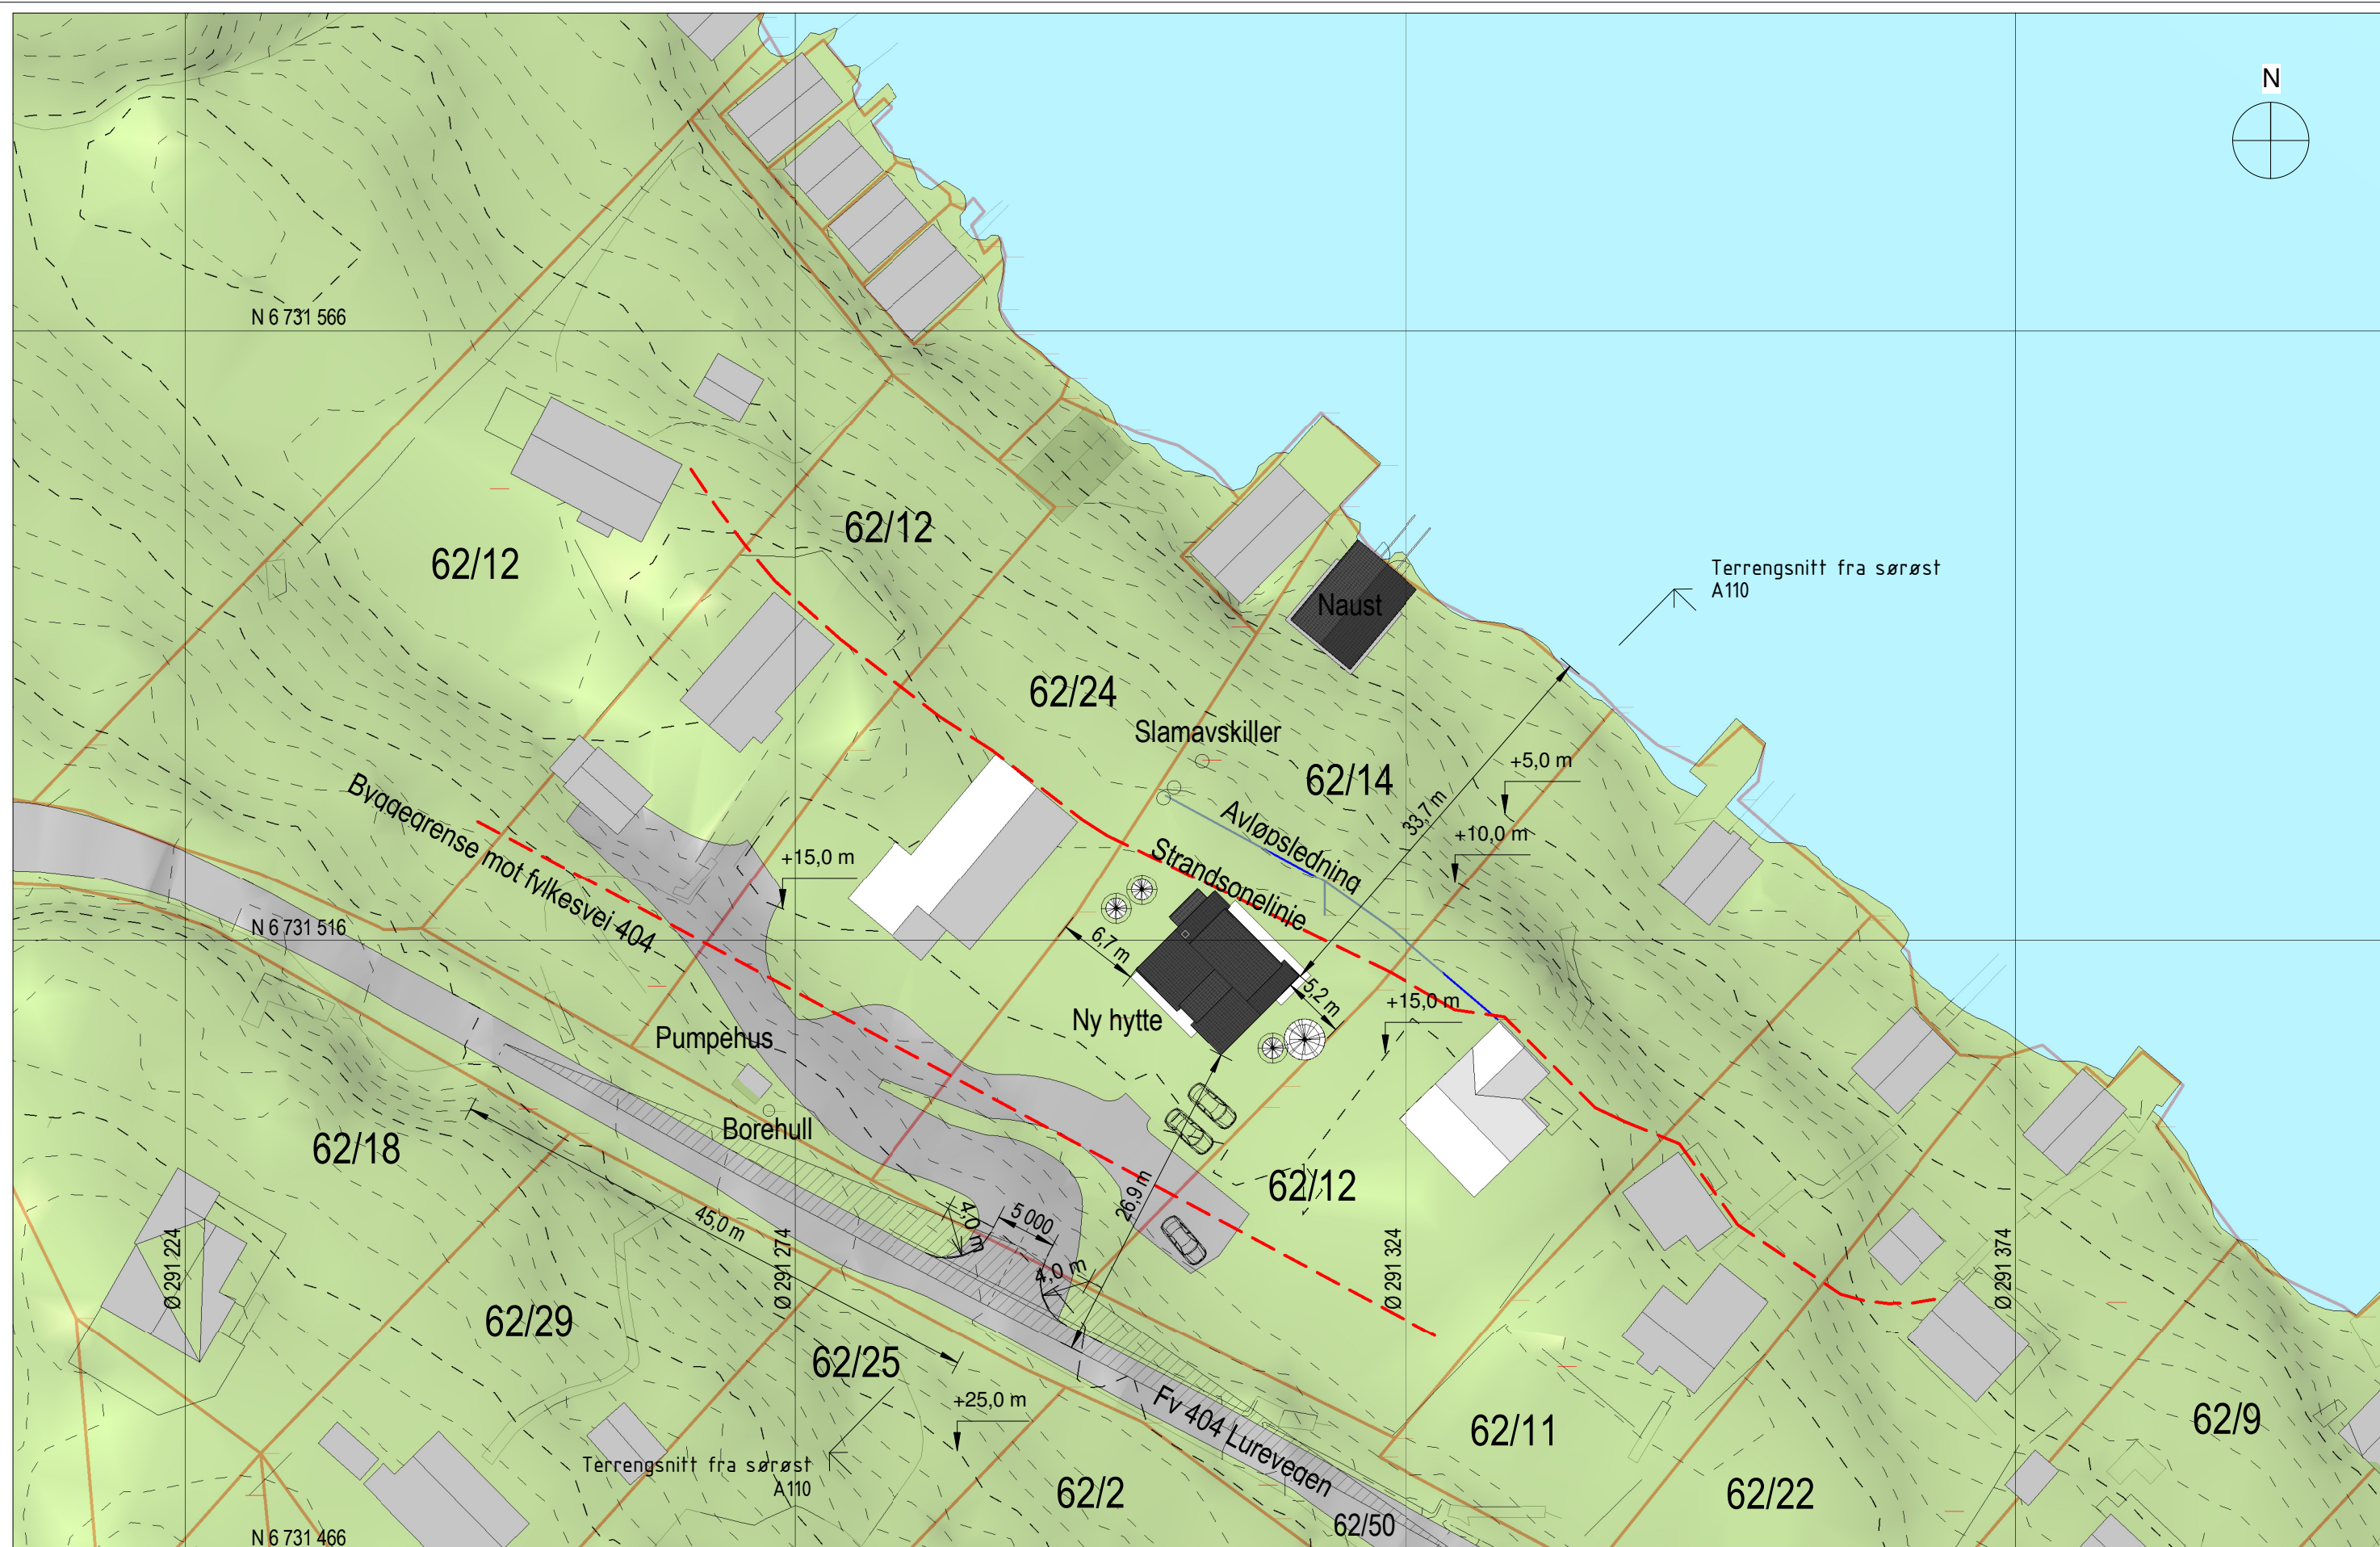 N
N 6 731 566
62/12
62/12
Terrengsnitt fra sørøst
A110
Naust
62/24
Slamavskiller
62/14
+5,0 m
33,7 m
+10,0 m
Avløpsledning
Strandsonelinie
+15,0 m
Byggegrense mot fylkesvei 404
N 6 731 516
6,7 m
5,2 m
+15,0 m
Ny hytte
Pumpehus
Borehull
62/18
62/12
26,9 m
45,0 m
4,0 m
5 000
4,0 m
Ø 291 224
Ø 291 274
Ø 291 324
Ø 291 374
62/29
62/25
+25,0 m
Fv 404 Lurevegen
62/11
62/9
Terrengsnitt fra sørøst
A110
62/2
62/22
62/50
N 6 731 466